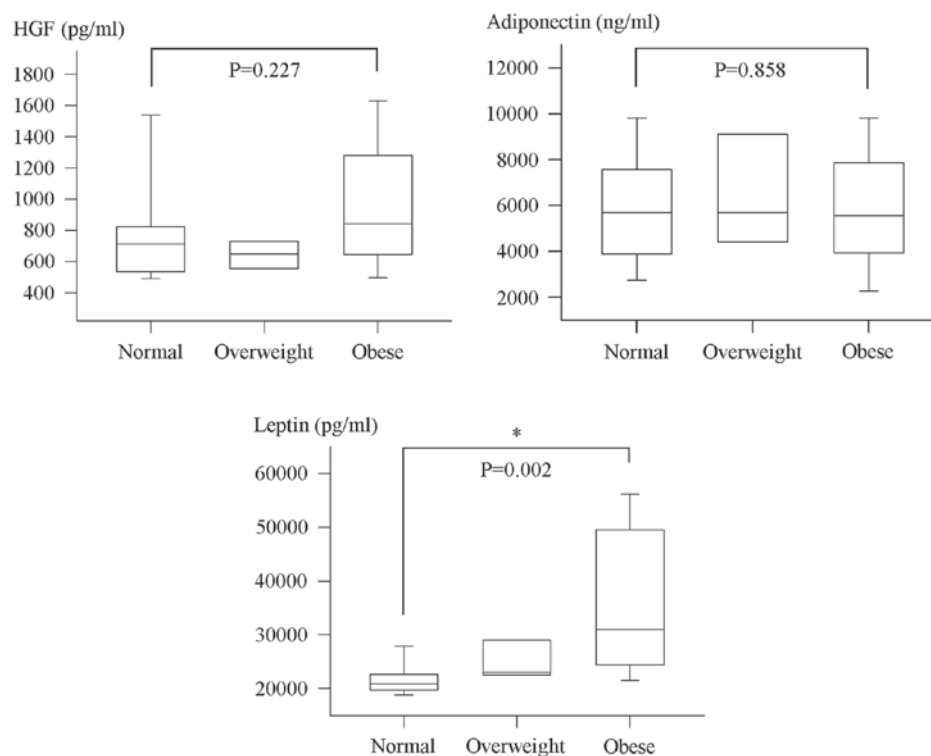 HGF (pg/ml)
P=0.227
1800
1600
1400
1200
1000
800
600
400
Normal Overweight Obese
Adiponectin (ng/ml)
P=0.858
12000
10000
8000
6000
4000
2000
Normal Overweight Obese
Leptin (pg/ml)
*
P=0.002
60000
50000
40000
30000
20000
Normal Overweight Obese